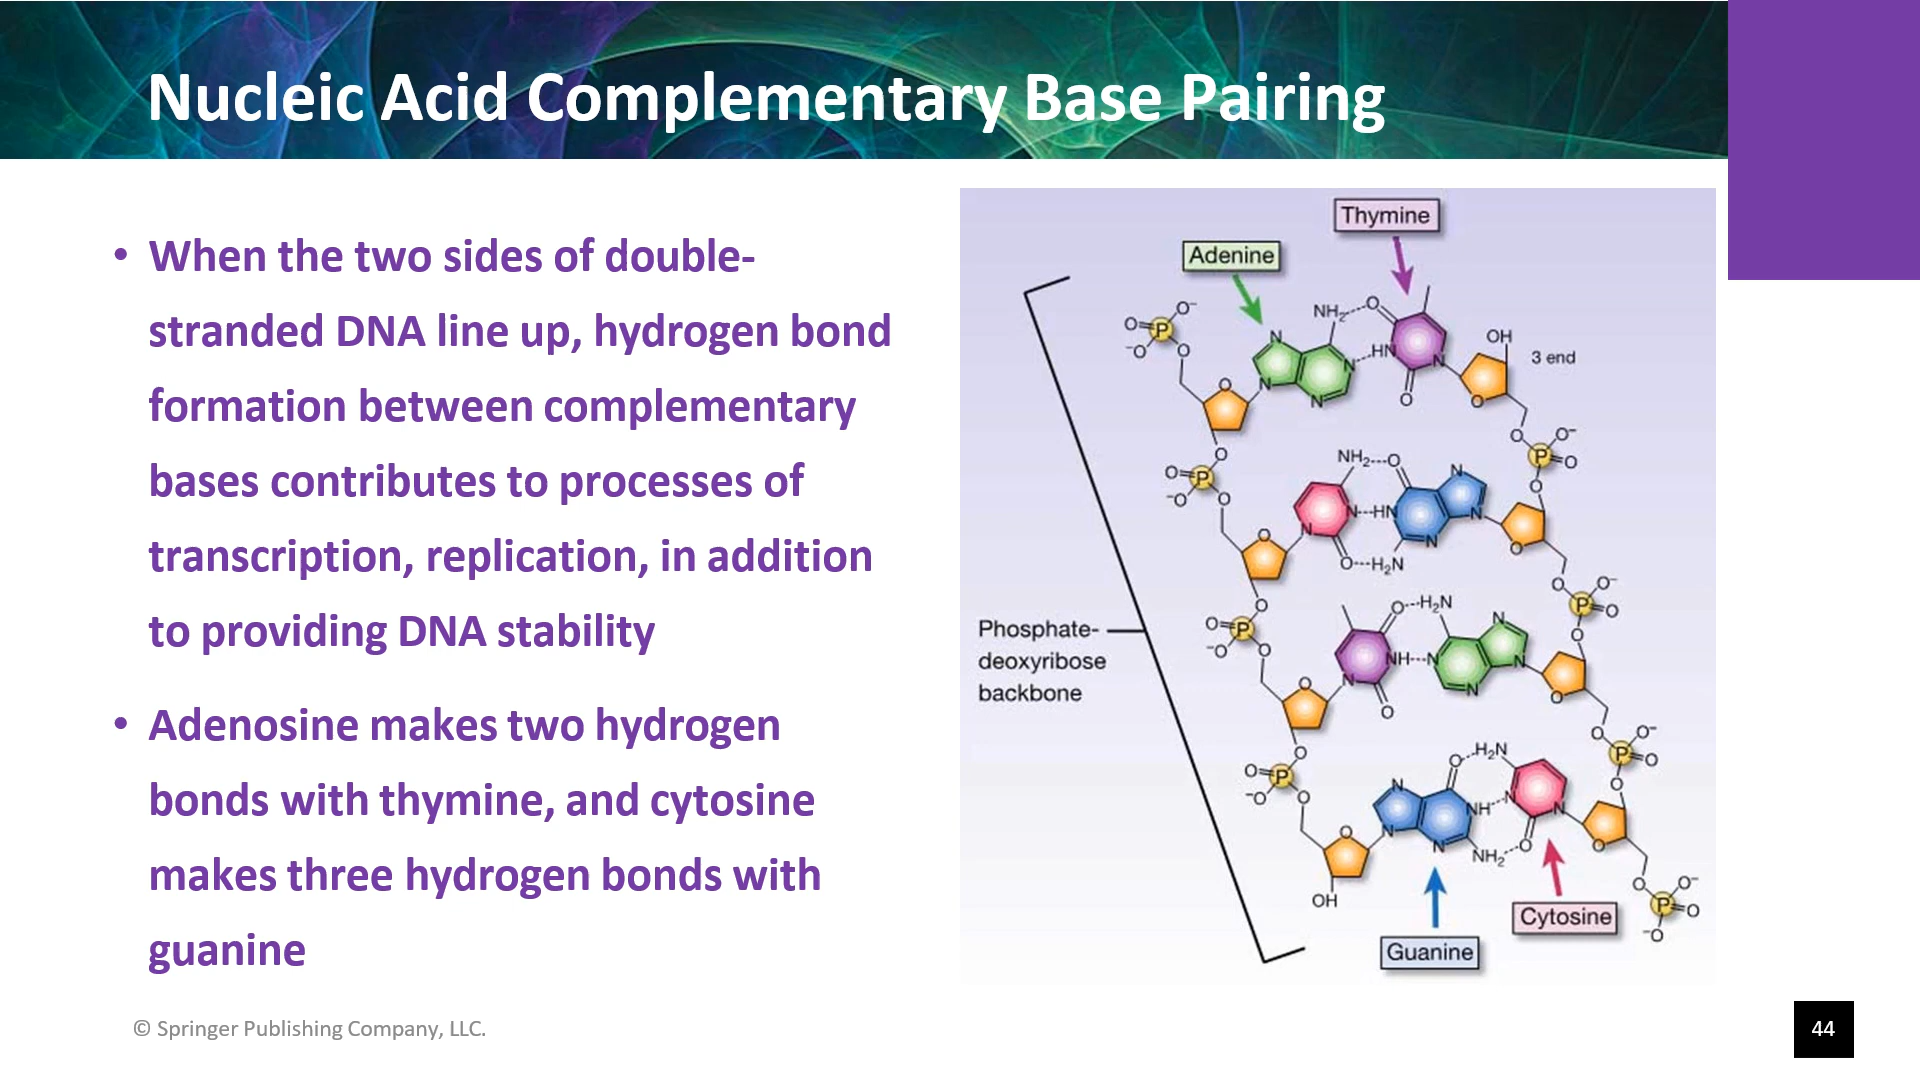 Nucleic Acid Complementary Base Pairing
• When the two sides of double-
stranded DNA line up, hydrogen bond
formation between complementary
bases contributes to processes of
transcription, replication, in addition
to providing DNA stability
• Adenosine makes two hydrogen
bonds with thymine, and cytosine
makes three hydrogen bonds with
guanine
Thymine
Adenine
NH₂ O
O⁻
O=P
⁻O O
N
N HN
N N
N
O
O
OH
3 end
O
O
O⁻
P=O
O
NH₂ O
O
O=P
⁻O O
N
N HN
N
N N
O
O H₂N
O
O
O⁻
P=O
O
O H₂N
O
O=P
⁻O O
N
NH N
N
N N
O
O
O
O
O⁻
P=O
O
O H₂N
O
O=P
⁻O O
N
NH N
N
N N
NH₂ O
O
O
OH
O
O⁻
P=O
⁻O
Phosphate-
deoxyribose
backbone
Cytosine
Guanine
© Springer Publishing Company, LLC.
44